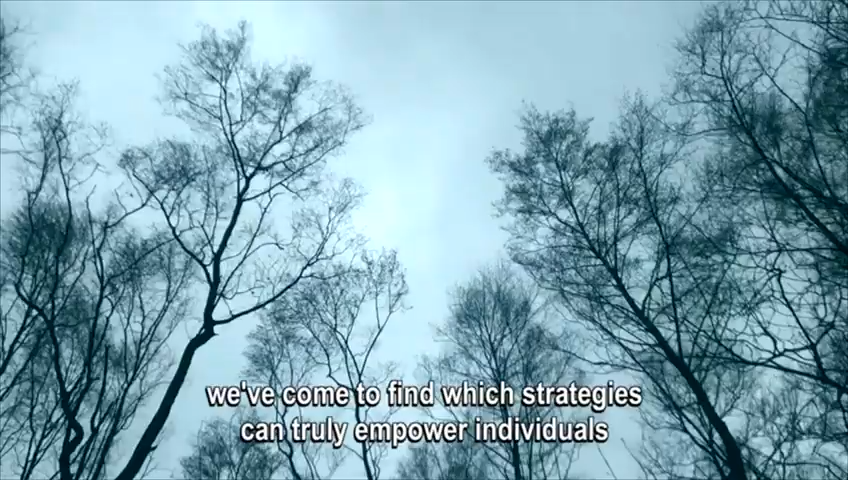 we've come to find which strategies
can truly empower individuals